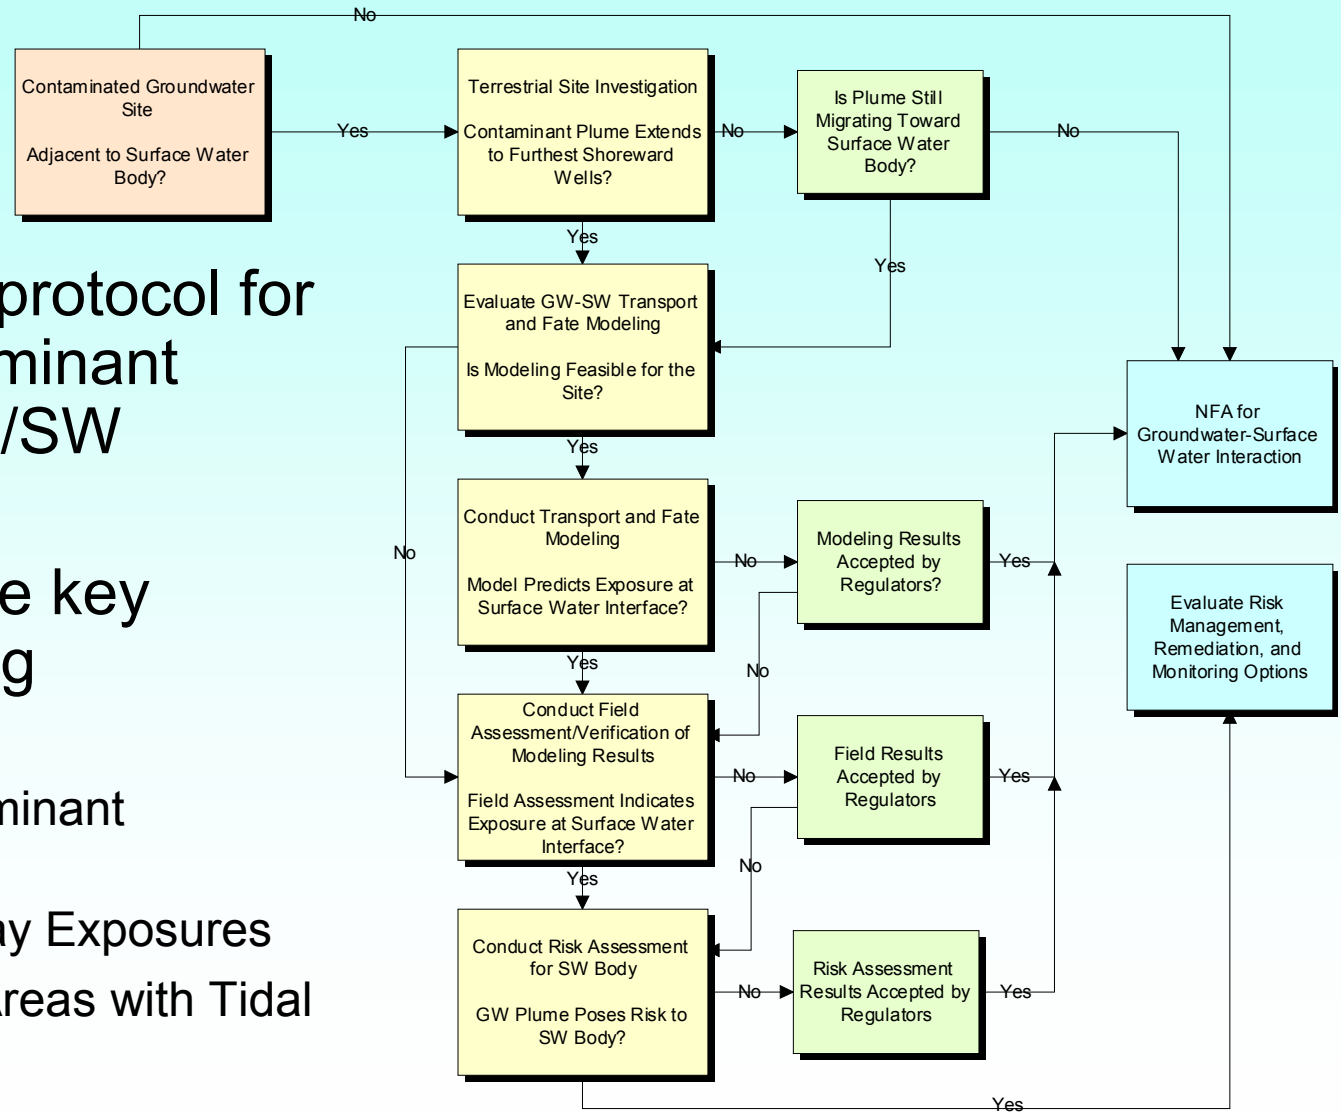 No
Contaminated Groundwater
Site
Adjacent to Surface Water
Body?
Yes
Terrestrial Site Investigation
Contaminant Plume Extends
to Furthest Shoreward
Wells?
No
Is Plume Still
Migrating Toward
Surface Water
Body?
No
Yes
Yes
protocol for
minant
/SW
e key
g
minant
ay Exposures
Areas with Tidal
Evaluate GW-SW Transport
and Fate Modeling
Is Modeling Feasible for the
Site?
No
Yes
Conduct Transport and Fate
Modeling
Model Predicts Exposure at
Surface Water Interface?
No
Modeling Results
Accepted by
Regulators?
Yes
No
Yes
Conduct Field
Assessment/Verification of
Modeling Results
Field Assessment Indicates
Exposure at Surface Water
Interface?
No
Field Results
Accepted by
Regulators
Yes
No
Yes
Conduct Risk Assessment
for SW Body
GW Plume Poses Risk to
SW Body?
No
Risk Assessment
Results Accepted by
Regulators
Yes
Yes
NFA for
Groundwater-Surface
Water Interaction
Evaluate Risk
Management,
Remediation, and
Monitoring Options